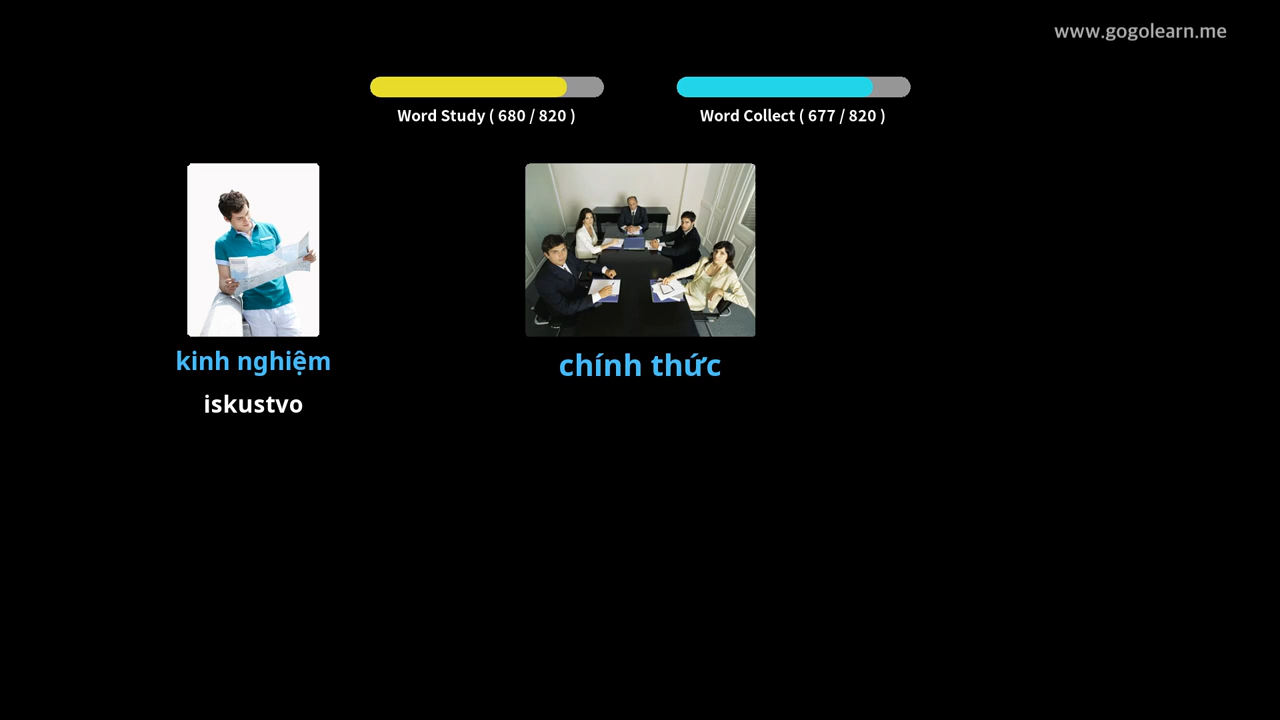 www.gogolearn.me
Word Study ( 680 / 820 )
Word Collect ( 677 / 820 )
kinh nghiệm
iskustvo
chính thức